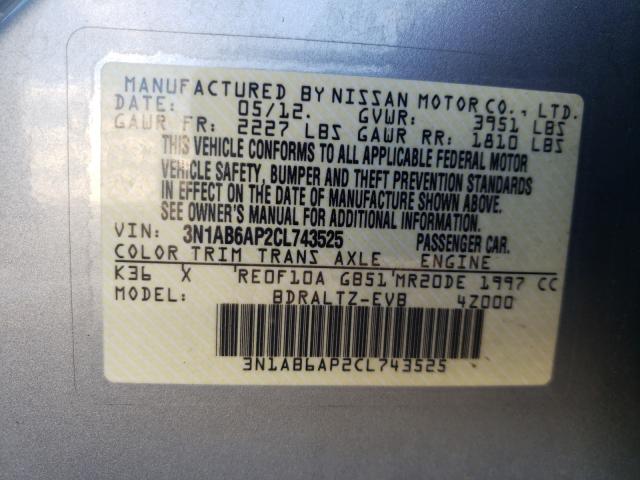 MANUFACTURED BY NISSAN MOTOR CO., LTD.
DATE: 05/12. GVWR: 3951 LBS
GAWR FR: 2227 LBS GAWR RR: 1810 LBS
THIS VEHICLE CONFORMS TO ALL APPLICABLE FEDERAL MOTOR
VEHICLE SAFETY, BUMPER AND THEFT PREVENTION STANDARDS
IN EFFECT ON THE DATE OF MANUFACTURE SHOWN ABOVE.
SEE OWNER'S MANUAL FOR ADDITIONAL INFORMATION.
VIN: 3N1AB6AP2CL743525 PASSENGER CAR.
COLOR TRIM TRANS AXLE ENGINE
K36 X 'RE0F10A GB51'MR20DE 1997 CC
MODEL: BDRALTZ-EVB 4Z000
3N1AB6AP2CL743525